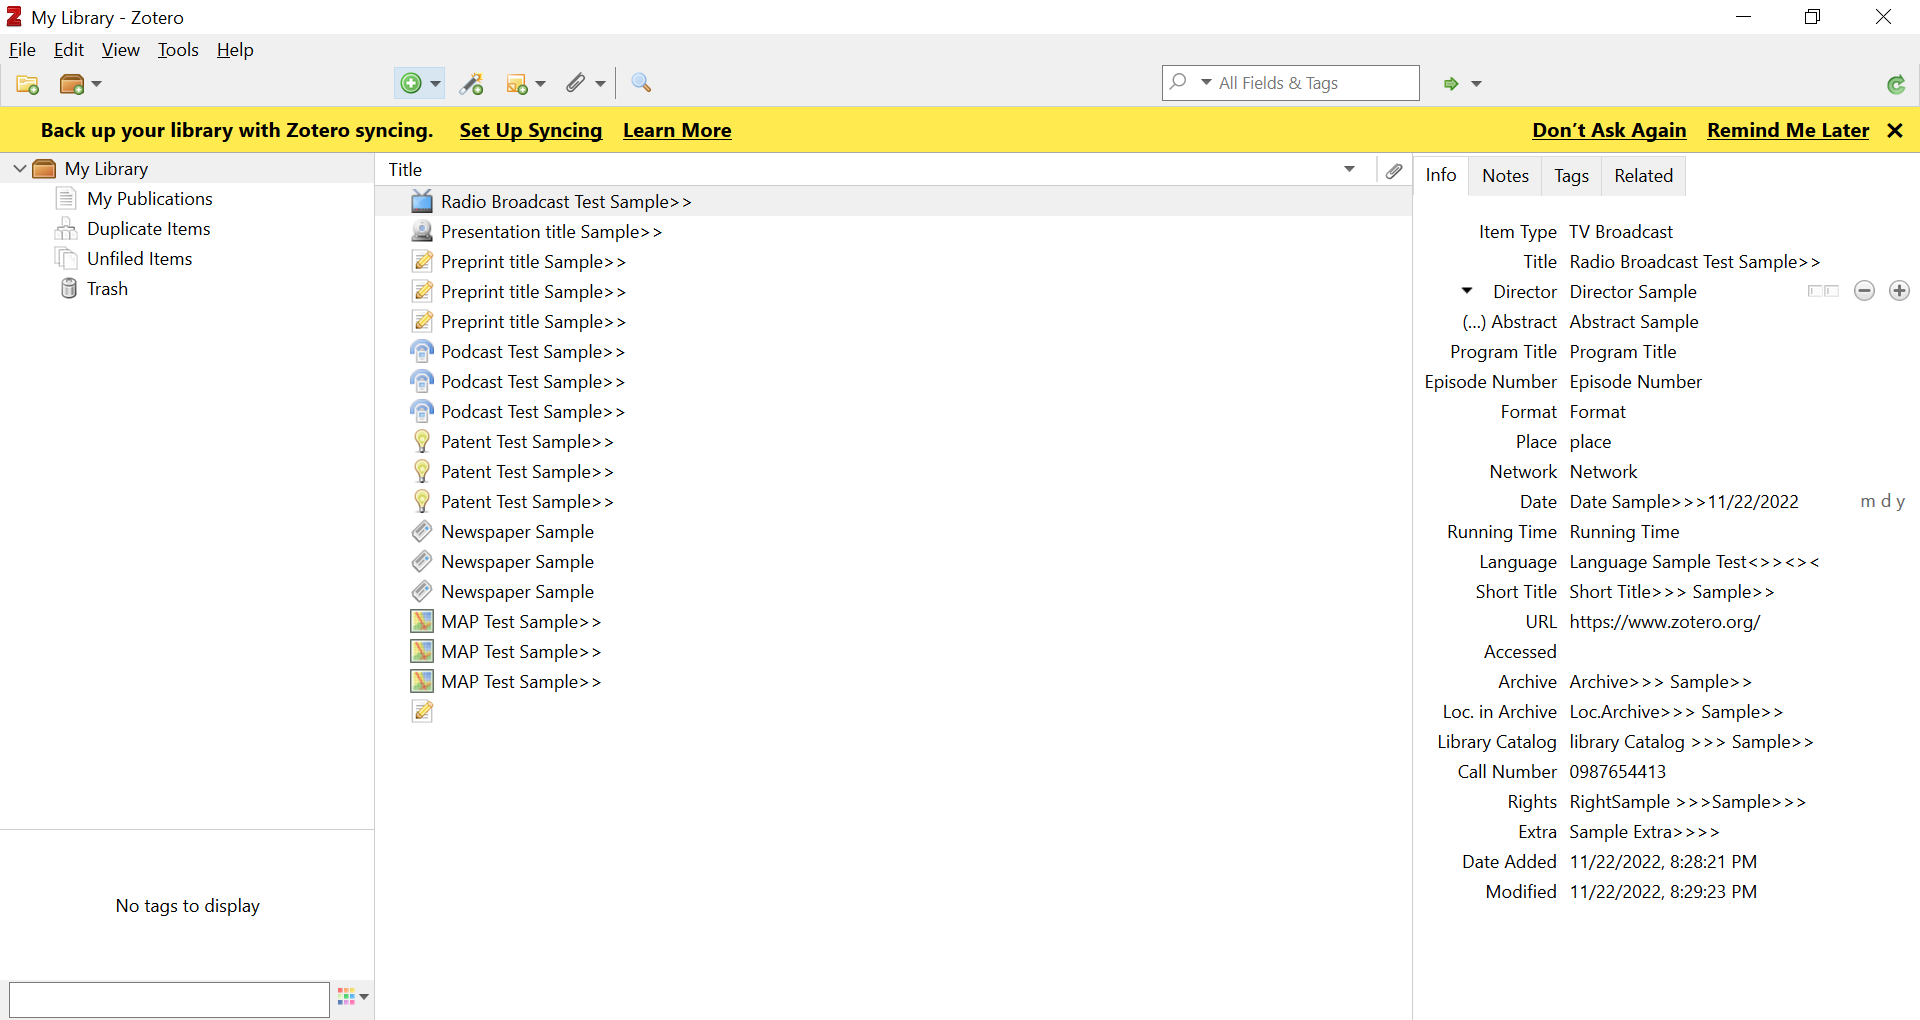 My Library - Zotero
File Edit View Tools Help
All Fields & Tags
Back up your library with Zotero syncing. Set Up Syncing Learn More Don't Ask Again Remind Me Later
My Library
My Publications
Duplicate Items
Unfiled Items
Trash
No tags to display
Title
Radio Broadcast Test Sample>>
Presentation title Sample>>
Preprint title Sample>>
Preprint title Sample>>
Preprint title Sample>>
Podcast Test Sample>>
Podcast Test Sample>>
Podcast Test Sample>>
Patent Test Sample>>
Patent Test Sample>>
Patent Test Sample>>
Newspaper Sample
Newspaper Sample
Newspaper Sample
MAP Test Sample>>
MAP Test Sample>>
MAP Test Sample>>
Info Notes Tags Related
Item Type TV Broadcast
Title Radio Broadcast Test Sample>>
Director Director Sample
(...) Abstract Abstract Sample
Program Title Program Title
Episode Number Episode Number
Format Format
Place place
Network Network
Date Date Sample>>>11/22/2022 m d y
Running Time Running Time
Language Language Sample Test<>><><
Short Title Short Title>>> Sample>>
URL https://www.zotero.org/
Accessed
Archive Archive>>> Sample>>
Loc. in Archive Loc.Archive>>> Sample>>
Library Catalog library Catalog >>> Sample>>
Call Number 0987654413
Rights RightSample >>>Sample>>>
Extra Sample Extra>>>>
Date Added 11/22/2022, 8:28:21 PM
Modified 11/22/2022, 8:29:23 PM